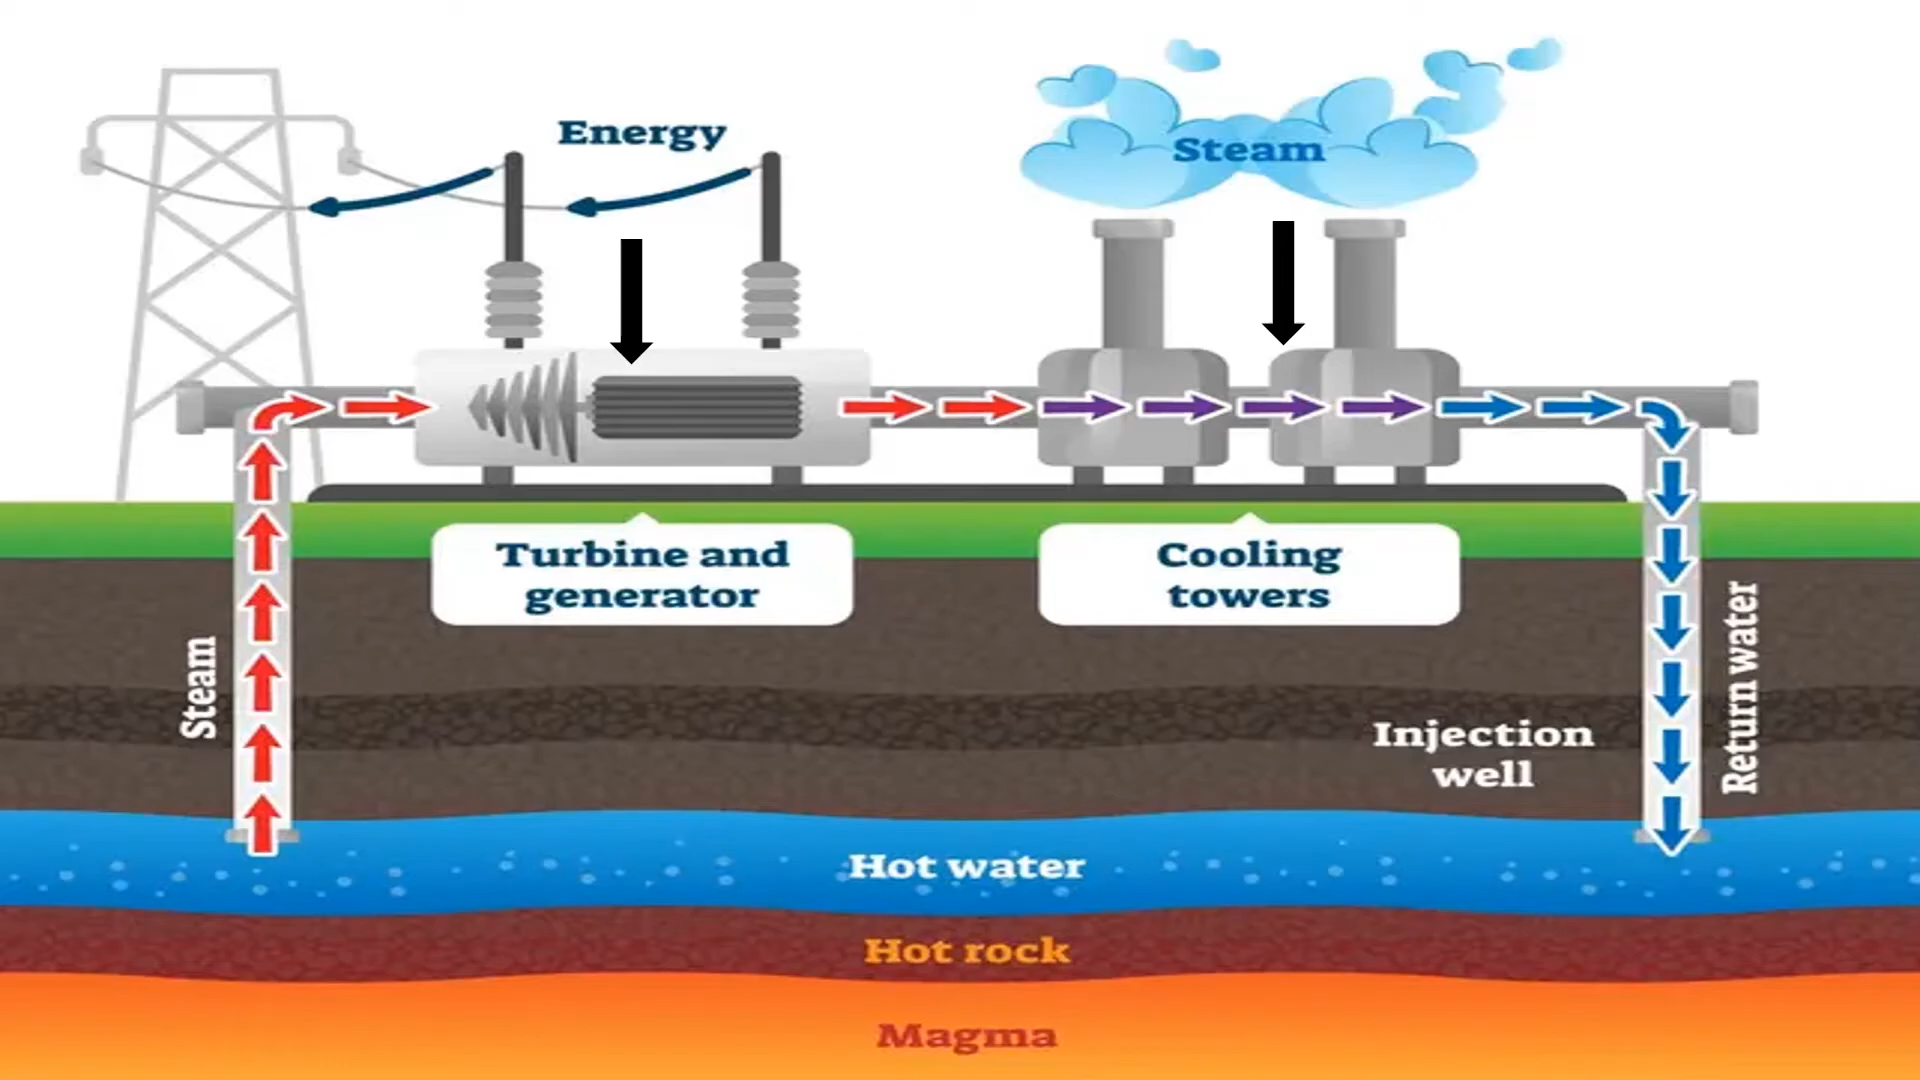 Energy
Steam
Turbine and
generator
Cooling
towers
Steam
Injection
well
Return water
Hot water
Hot rock
Magma